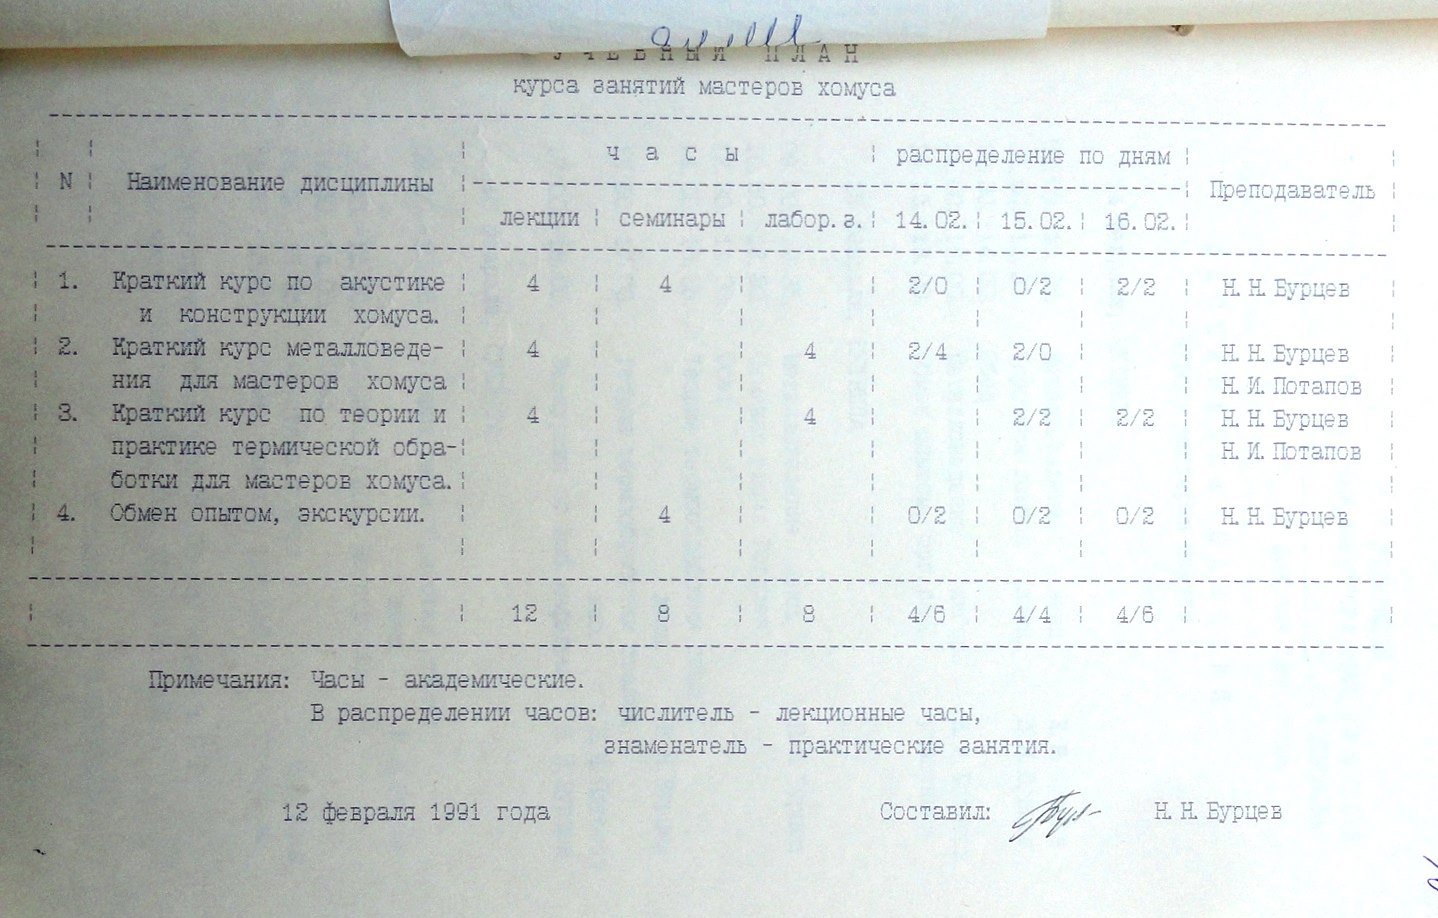 УЧЕБНЫЙ ПЛАН
курса занятий мастеров хомуса
N Наименование дисциплины часы распределение по дням Преподаватель
лекции семинары лабор.з. 14.02. 15.02. 16.02.
1. Краткий курс по акустике 4 4 2/0 0/2 2/2 Н.Н.Бурцев
и конструкции хомуса.
2. Краткий курс металловеде- 4 4 2/4 2/0 Н.Н.Бурцев
ния для мастеров хомуса Н.И.Потапов
3. Краткий курс по теории и 4 4 2/2 2/2 Н.Н.Бурцев
практике термической обра- Н.И.Потапов
ботки для мастеров хомуса.
4. Обмен опытом, экскурсии. 4 0/2 0/2 0/2 Н.Н.Бурцев
12 8 8 4/6 4/4 4/6
Примечания: Часы - академические.
В распределении часов: числитель - лекционные часы,
знаменатель - практические занятия.
12 февраля 1991 года Составил: Н.Н.Бурцев